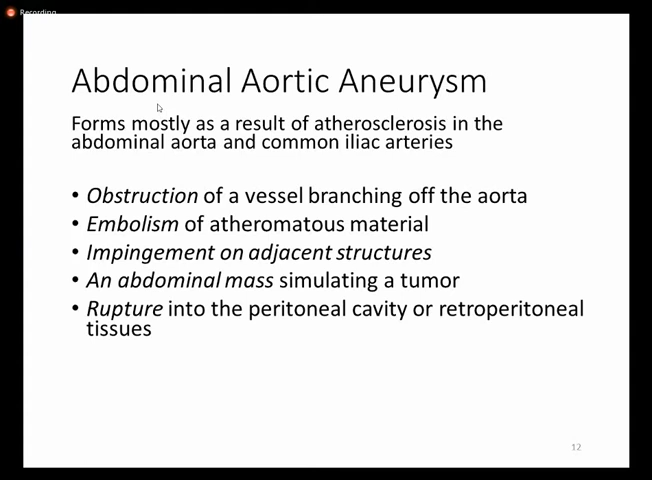 Recording
Abdominal Aortic Aneurysm
Forms mostly as a result of atherosclerosis in the
abdominal aorta and common iliac arteries
• Obstruction of a vessel branching off the aorta
• Embolism of atheromatous material
• Impingement on adjacent structures
• An abdominal mass simulating a tumor
• Rupture into the peritoneal cavity or retroperitoneal
tissues
12